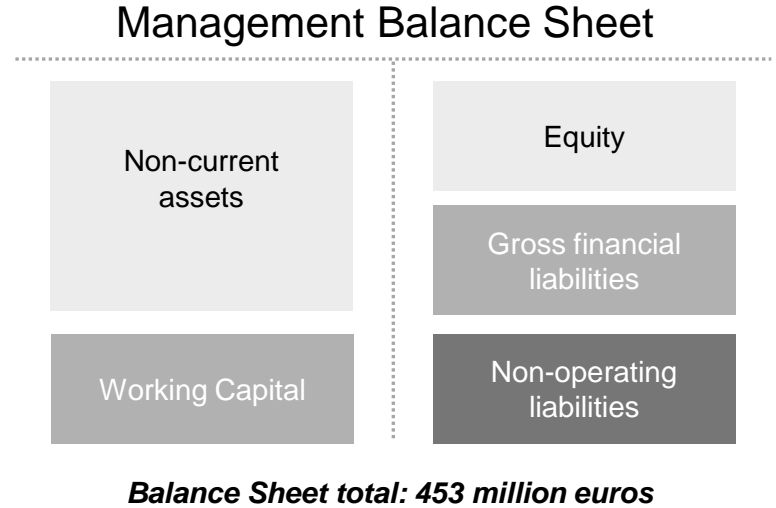 Management Balance Sheet
Non-current
assets
Working Capital
Equity
Gross financial
liabilities
Non-operating
liabilities
Balance Sheet total: 453 million euros